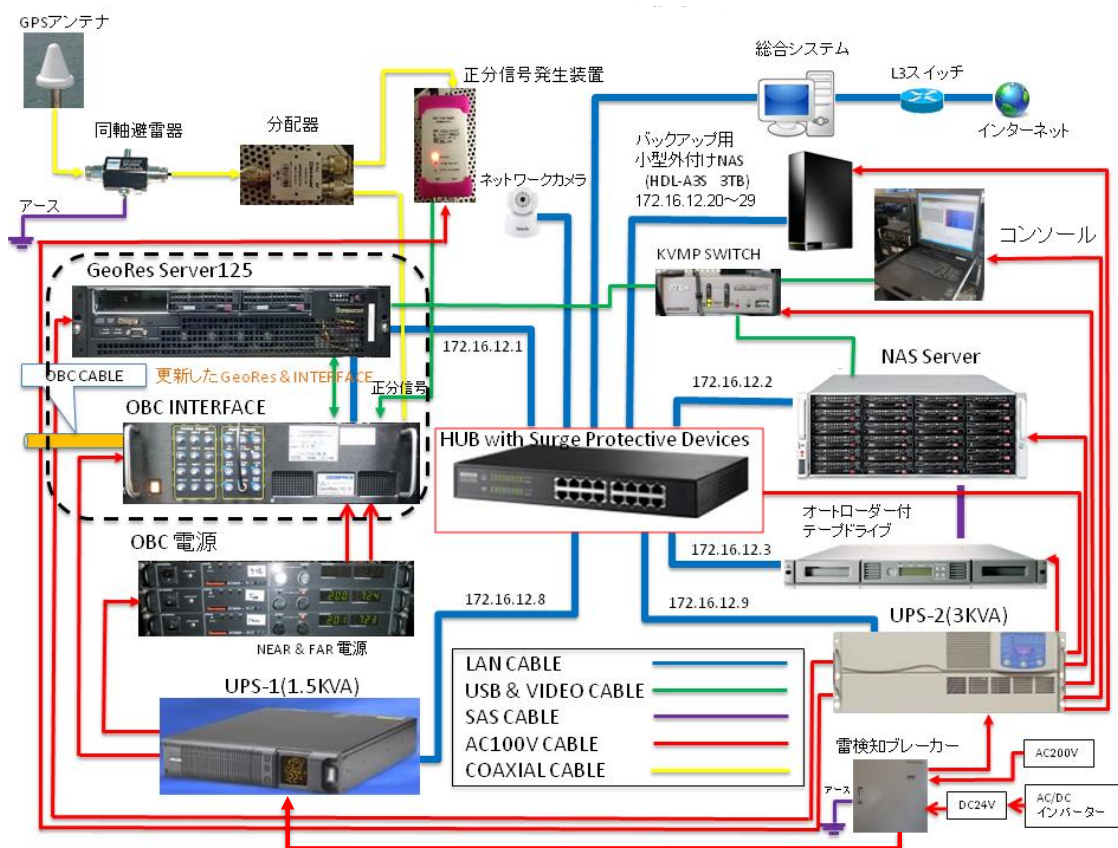 GPSアンテナ
同軸避雷器
分配器
正分信号発生装置
総合システム
L3スイッチ
インターネット
アース
ネットワークカメラ
バックアップ用
小型外付けNAS
(HDL-A3S 3TB)
172.16.12.20～29
コンソール
KVMP SWITCH
GeoRes Server125
172.16.12.1
OBC CABLE
更新したGeoRes & INTERFACE
正分信号
OBC INTERFACE
NAS Server
172.16.12.2
HUB with Surge Protective Devices
オートローダー付
テープドライブ
172.16.12.3
OBC 電源
NEAR & FAR 電源
172.16.12.8
172.16.12.9
UPS-2(3KVA)
UPS-1(1.5KVA)
LAN CABLE
USB & VIDEO CABLE
SAS CABLE
AC100V CABLE
COAXIAL CABLE
雷検知ブレーカー
アース
AC200V
DC24V
AC/DC
インバーター